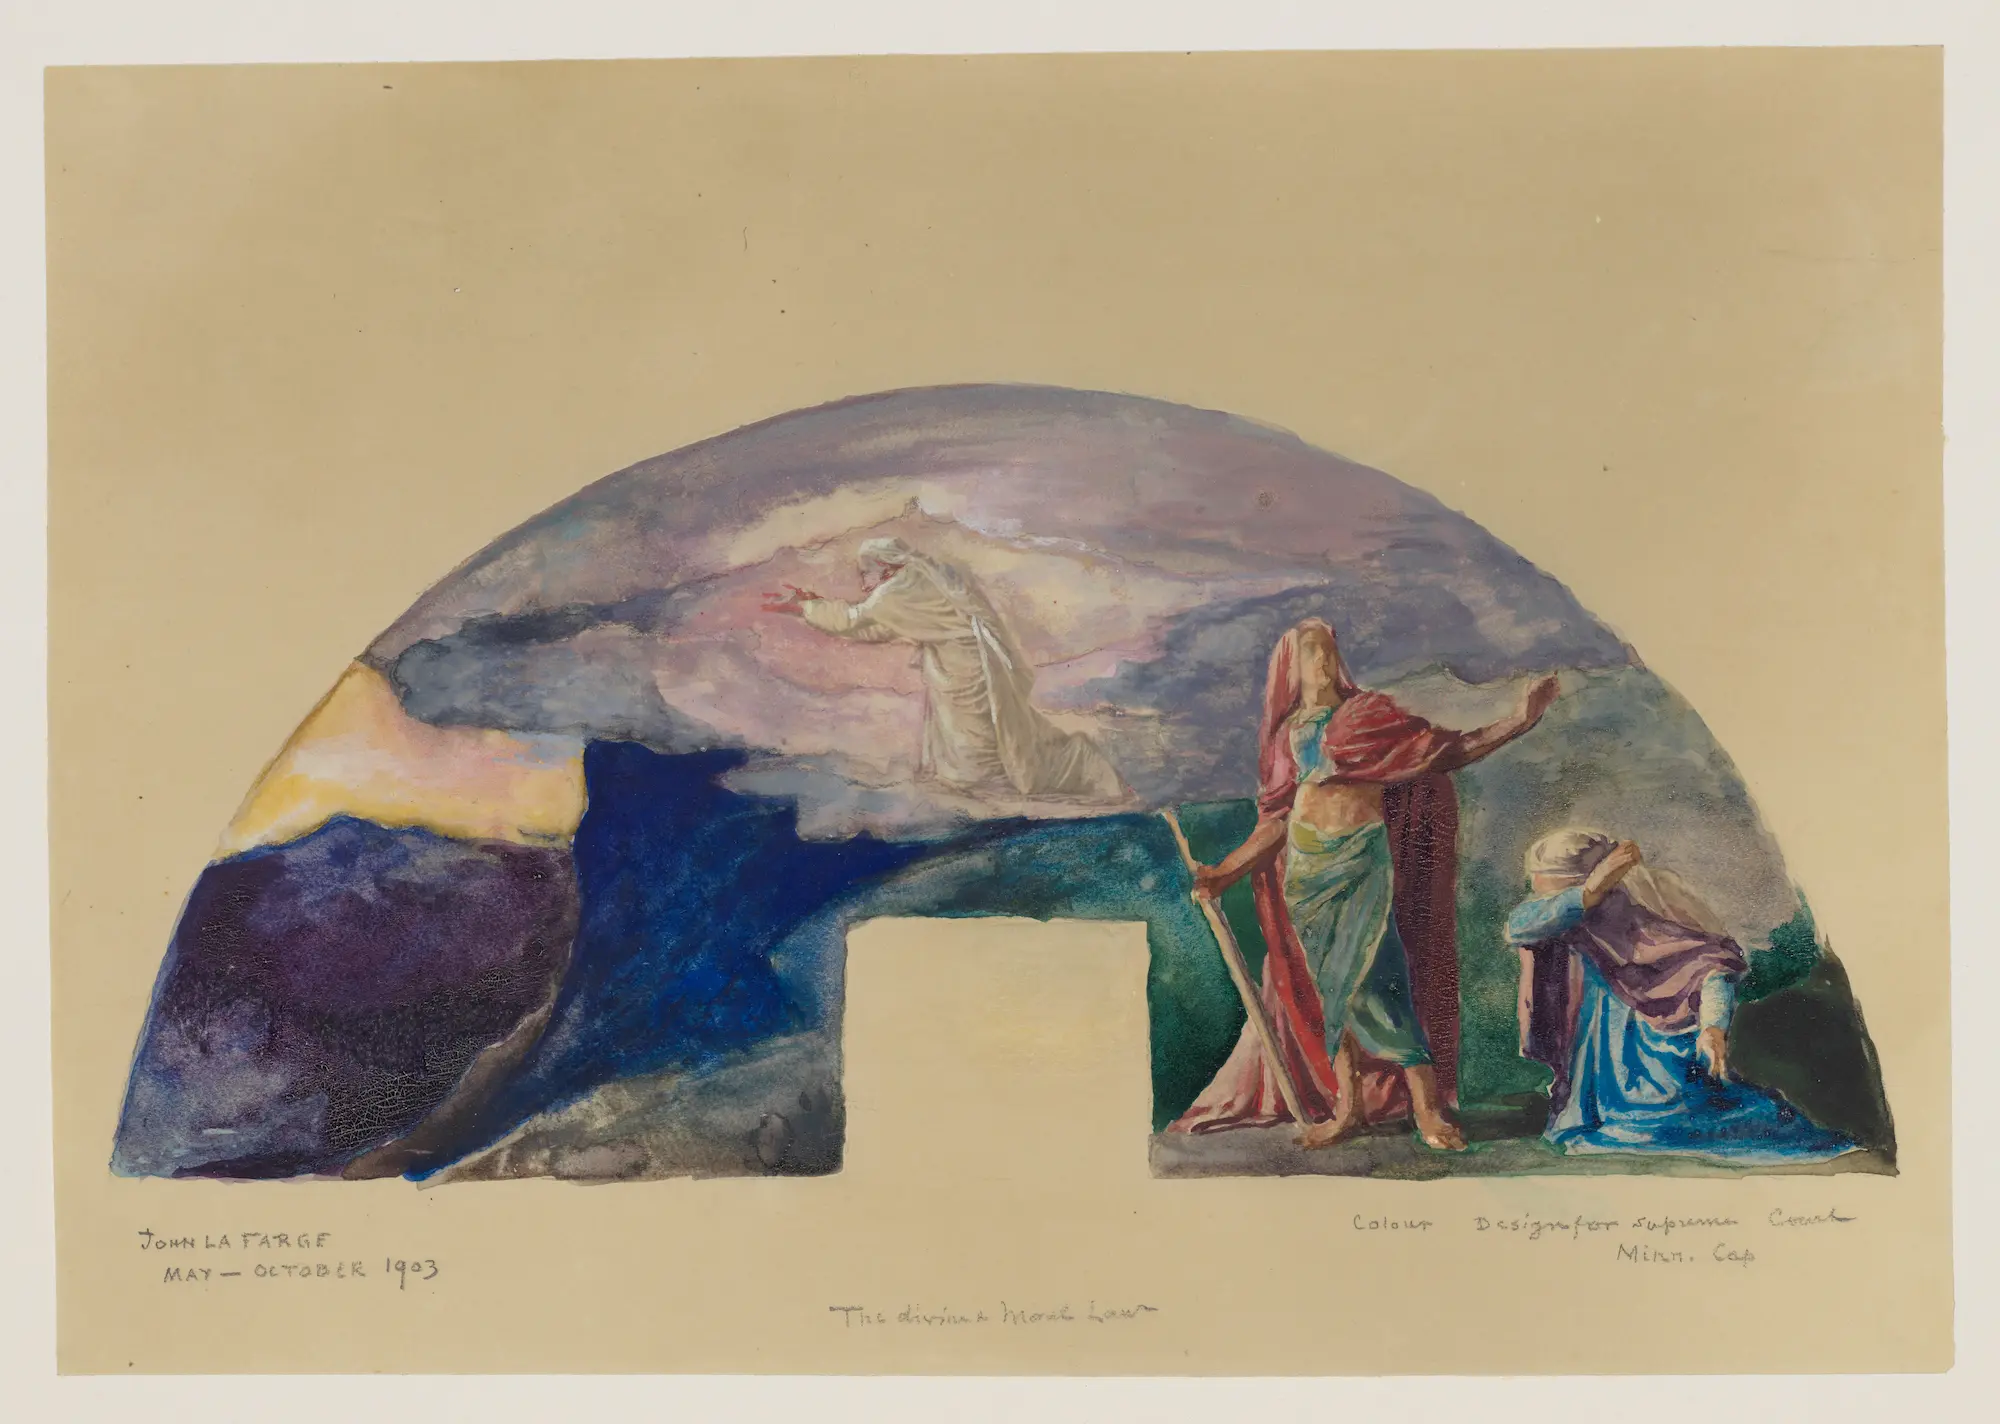 JOHN LA FARGE
MAY — OCTOBER 1903
Colour Design for Supreme Court
Minn. Cap
The divine & Moral Law